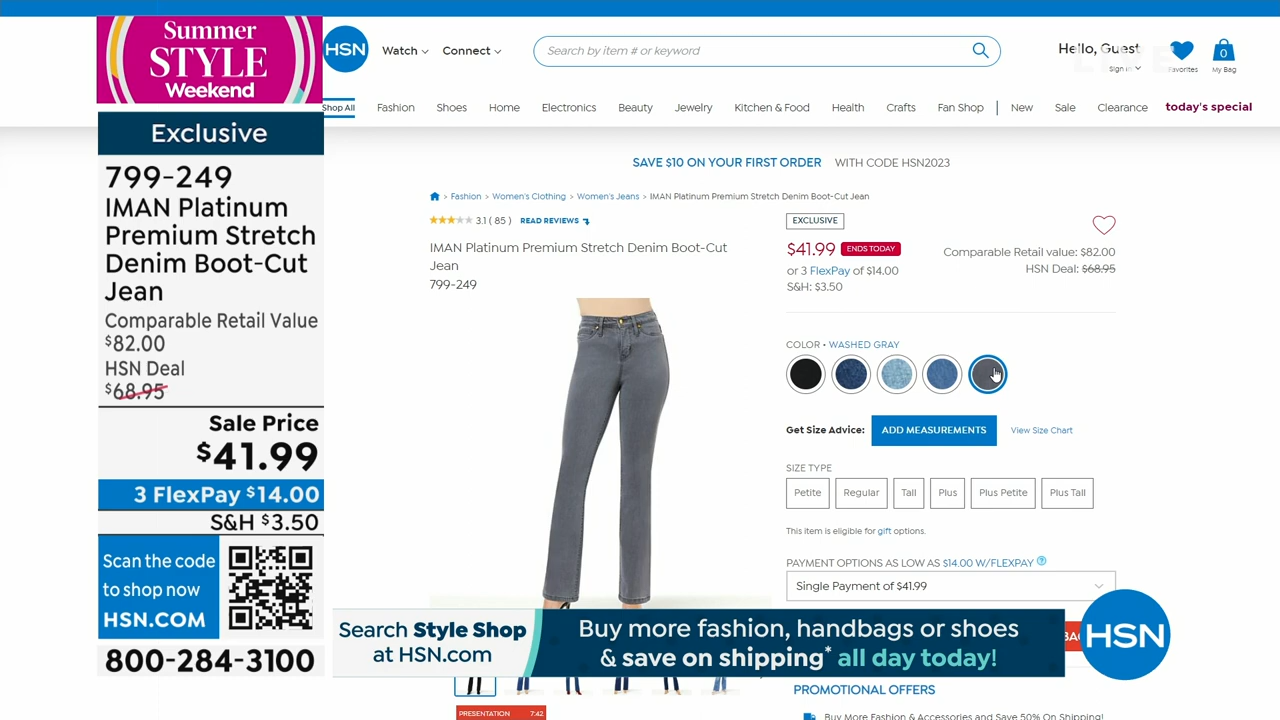 Summer
STYLE
Weekend
Exclusive
799-249
IMAN Platinum
Premium Stretch
Denim Boot-Cut
Jean
Comparable Retail Value
$82.00
HSN Deal
$68.95
Sale Price
$41.99
3 FlexPay $14.00
S&H $3.50
Scan the code
to shop now
HSN.COM
800-284-3100
HSN
Watch
Connect
Search by item # or keyword
Hello, Guest
Sign in
Favorites
0
My Bag
Shop All
Fashion
Shoes
Home
Electronics
Beauty
Jewelry
Kitchen & Food
Health
Crafts
Fan Shop
New
Sale
Clearance
today's special
SAVE $10 ON YOUR FIRST ORDER WITH CODE HSN2023
> Fashion > Women's Clothing > Women's Jeans > IMAN Platinum Premium Stretch Denim Boot-Cut Jean
3.1 ( 85 ) READ REVIEWS
IMAN Platinum Premium Stretch Denim Boot-Cut
Jean
799-249
EXCLUSIVE
$41.99 ENDS TODAY
or 3 FlexPay of $14.00
S&H: $3.50
Comparable Retail value: $82.00
HSN Deal: $68.95
COLOR • WASHED GRAY
Get Size Advice: ADD MEASUREMENTS View Size Chart
SIZE TYPE
Petite
Regular
Tall
Plus
Plus Petite
Plus Tall
This item is eligible for gift options.
PAYMENT OPTIONS AS LOW AS $14.00 W/FLEXPAY
Single Payment of $41.99
Search Style Shop
at HSN.com
Buy more fashion, handbags or shoes
& save on shipping* all day today!
HSN
PROMOTIONAL OFFERS
PRESENTATION 7:42
Buy More Fashion & Accessories and Save 50% On Shipping!